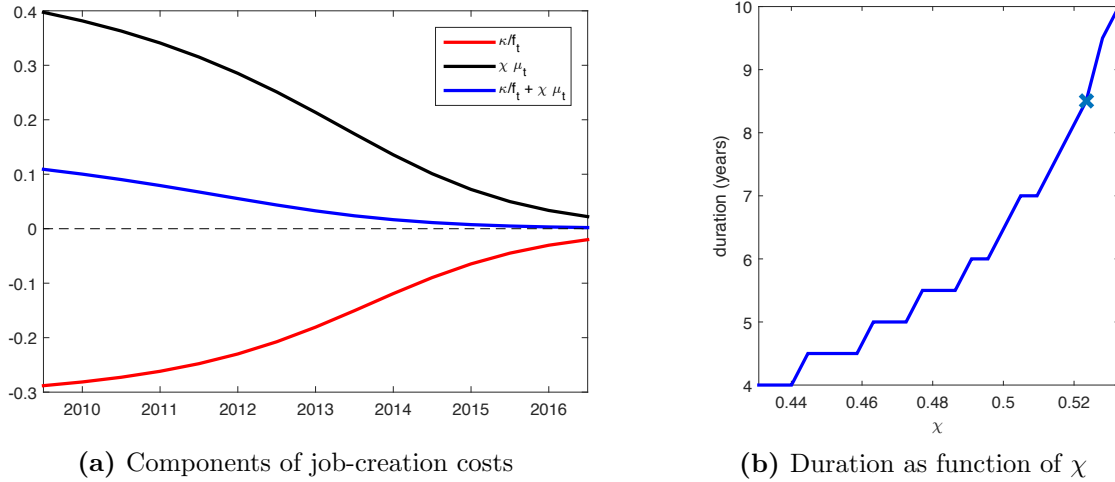 0.4
0.3
0.2
0.1
0
-0.1
-0.2
-0.3
2010 2011 2012 2013 2014 2015 2016
κ/f_t
χ μ_t
κ/f_t + χ μ_t
(a) Components of job-creation costs
10
9
8
7
6
5
4
duration (years)
0.44 0.46 0.48 0.5 0.52
χ
(b) Duration as function of χ